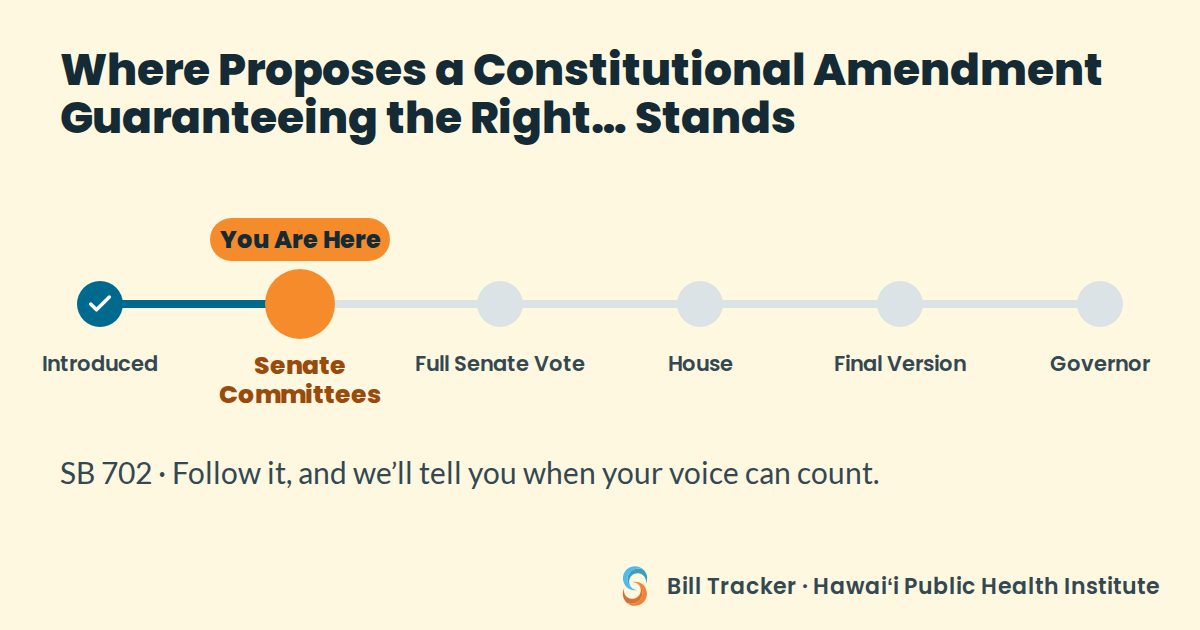 Where Proposes a Constitutional Amendment
Guaranteeing the Right... Stands
You Are Here
Introduced
Senate
Committees
Full Senate Vote
House
Final Version
Governor
SB 702 · Follow it, and we’ll tell you when your voice can count.
Bill Tracker · Hawaiʻi Public Health Institute